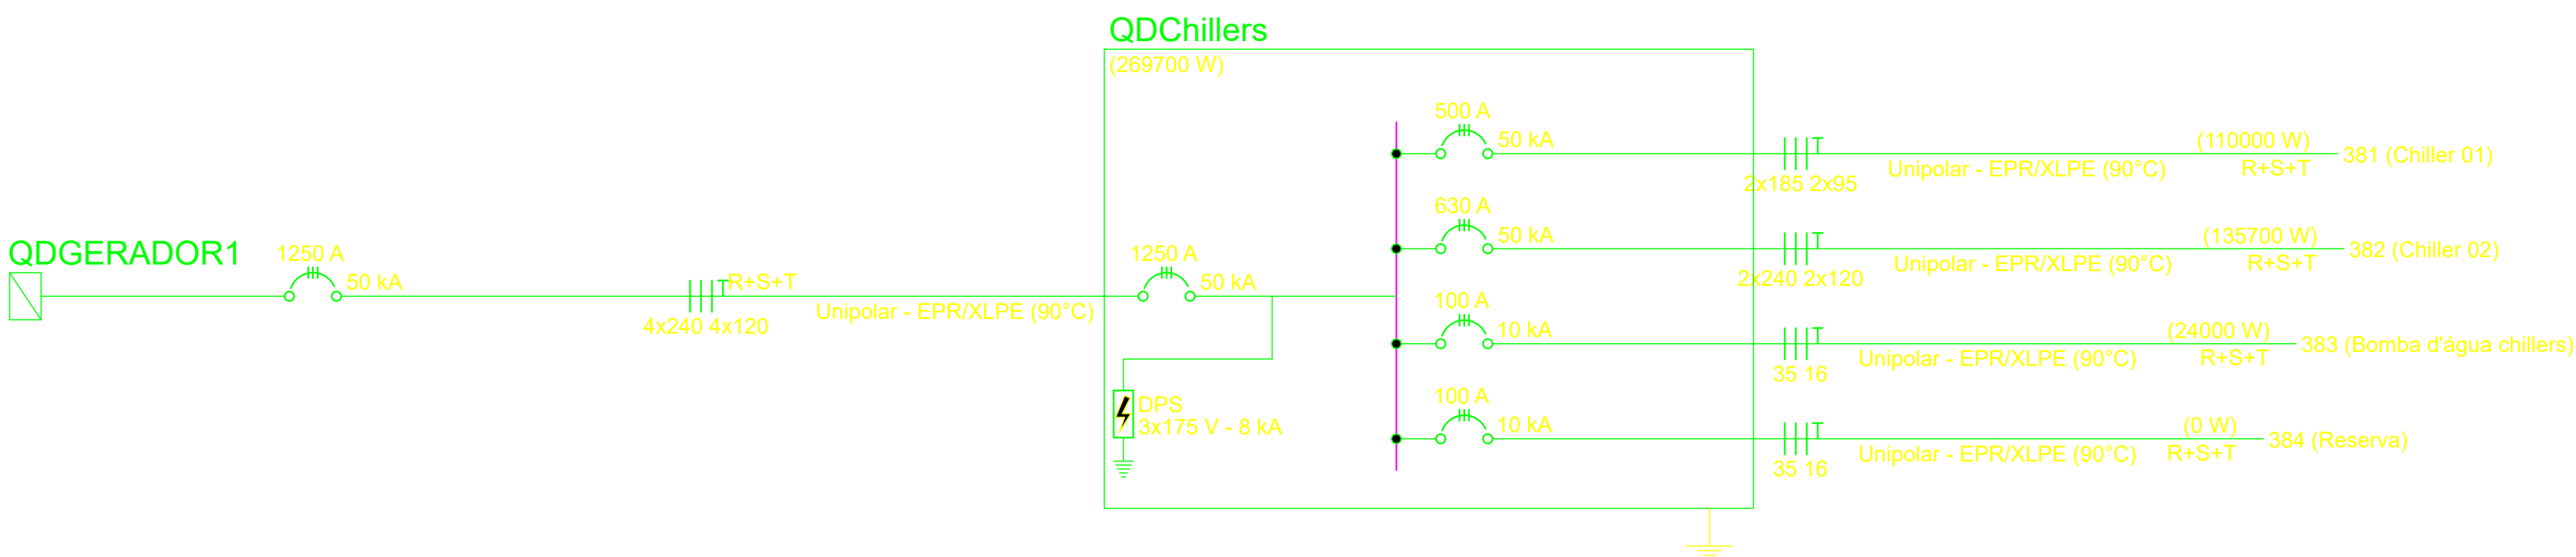 QDChillers
(269700 W)
500 A
50 kA
(110000 W)
381 (Chiller 01)
Unipolar - EPR/XLPE (90°C)
R+S+T
2x185 2x95
630 A
50 kA
(135700 W)
382 (Chiller 02)
Unipolar - EPR/XLPE (90°C)
R+S+T
2x240 2x120
QDGERADOR1
1250 A
50 kA
R+S+T
Unipolar - EPR/XLPE (90°C)
4x240 4x120
1250 A
50 kA
100 A
10 kA
(24000 W)
383 (Bomba d'água chillers)
Unipolar - EPR/XLPE (90°C)
R+S+T
35 16
DPS
3x175 V - 8 kA
100 A
10 kA
(0 W)
384 (Reserva)
Unipolar - EPR/XLPE (90°C)
R+S+T
35 16